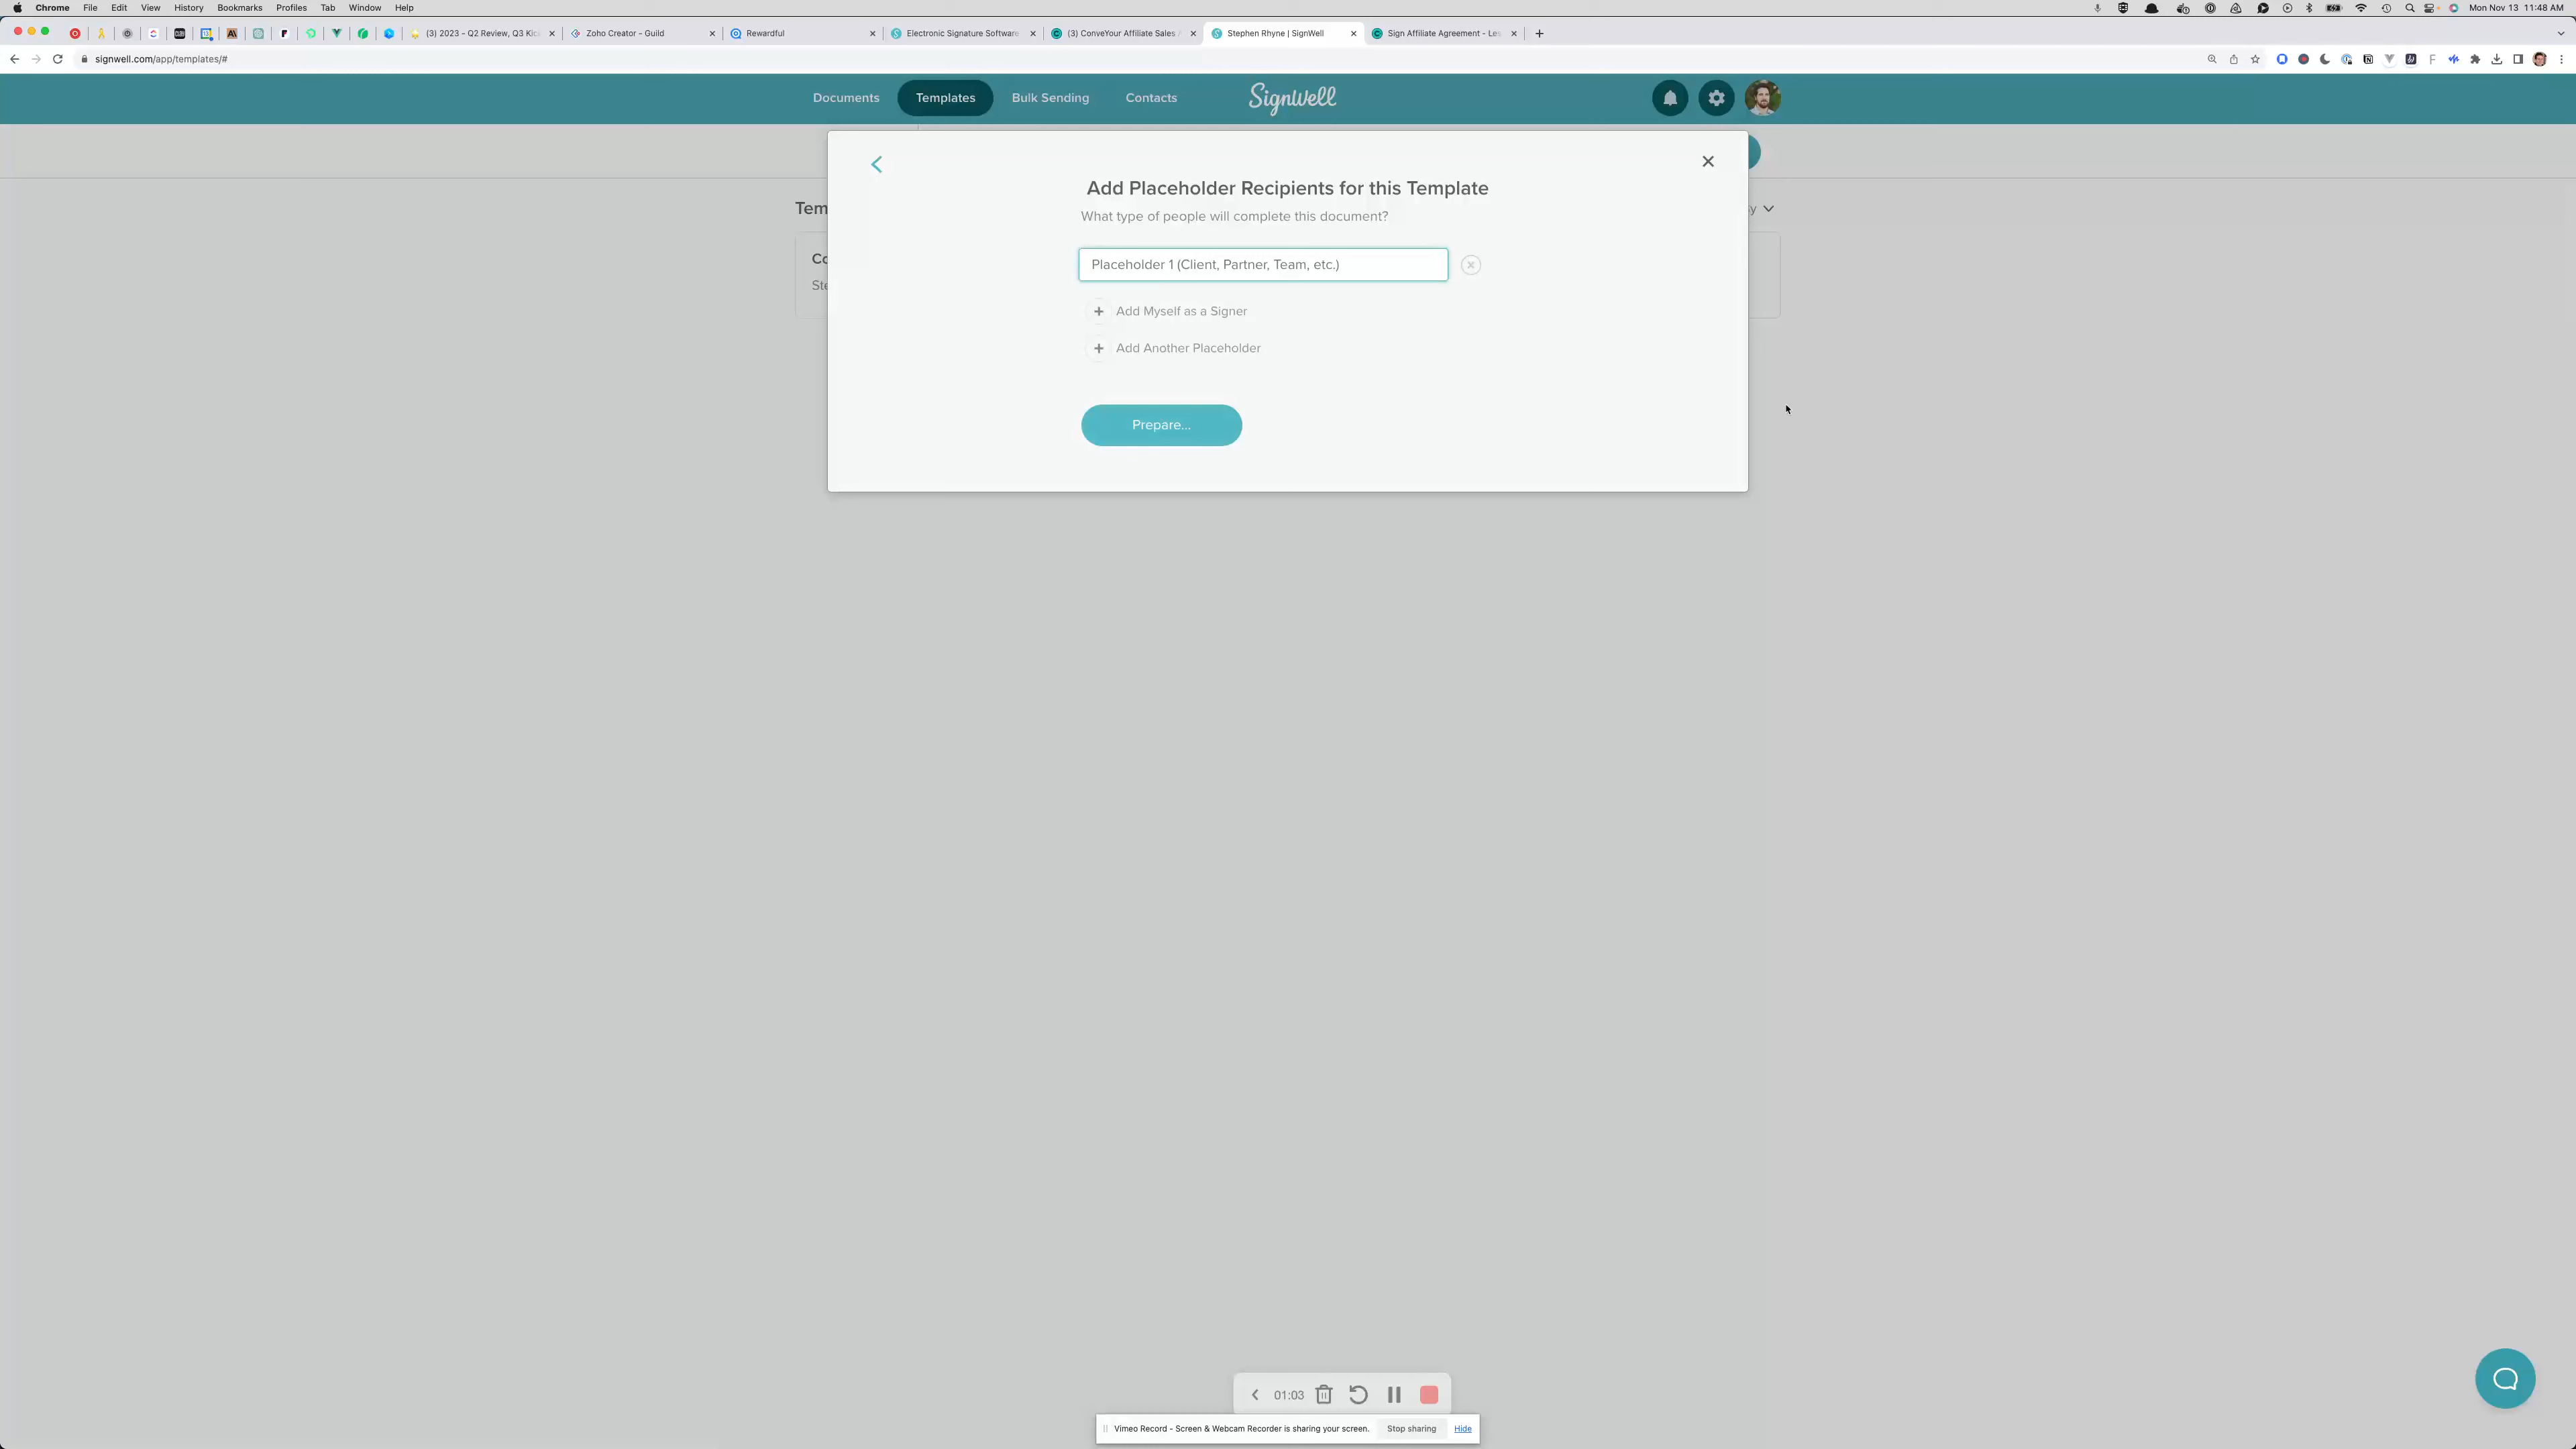 Chrome File Edit View History Bookmarks Profiles Tab Window Help
Mon Nov 13 11:48 AM
(3) 2023 - Q2 Review, Q3 Kic
Zoho Creator - Guild
Rewardful
Electronic Signature Software
(3) ConveYour Affiliate Sales
Stephen Rhyne | SignWell
Sign Affiliate Agreement - Les
signwell.com/app/templates/#
Documents
Templates
Bulk Sending
Contacts
SignWell
Tem
Co
Ste
y
Add Placeholder Recipients for this Template
What type of people will complete this document?
Placeholder 1 (Client, Partner, Team, etc.)
Add Myself as a Signer
Add Another Placeholder
Prepare...
01:03
Vimeo Record - Screen & Webcam Recorder is sharing your screen.
Stop sharing
Hide